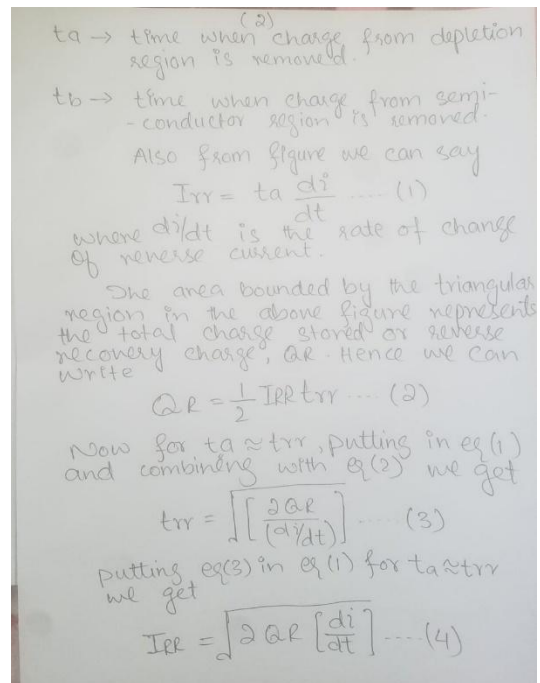 (2)
ta → time when charge from depletion
region is removed.
tb → time when charge from semi-
-conductor region is removed.
Also from figure we can say
Irr = ta di/dt ..... (1)
where di/dt is the rate of change
of reverse current.
The area bounded by the triangular
region in the above figure represents
the total charge stored or reverse
recovery charge, QR. Hence we can
write
QR = 1/2 IRR trr .... (2)
Now for ta ≈ trr, putting in eq (1)
and combining with eq (2) we get
trr = √[2QR/(di/dt)] ..... (3)
putting eq(3) in eq (1) for ta≈trr
we get
IRR = √2QR [di/dt] ....(4)